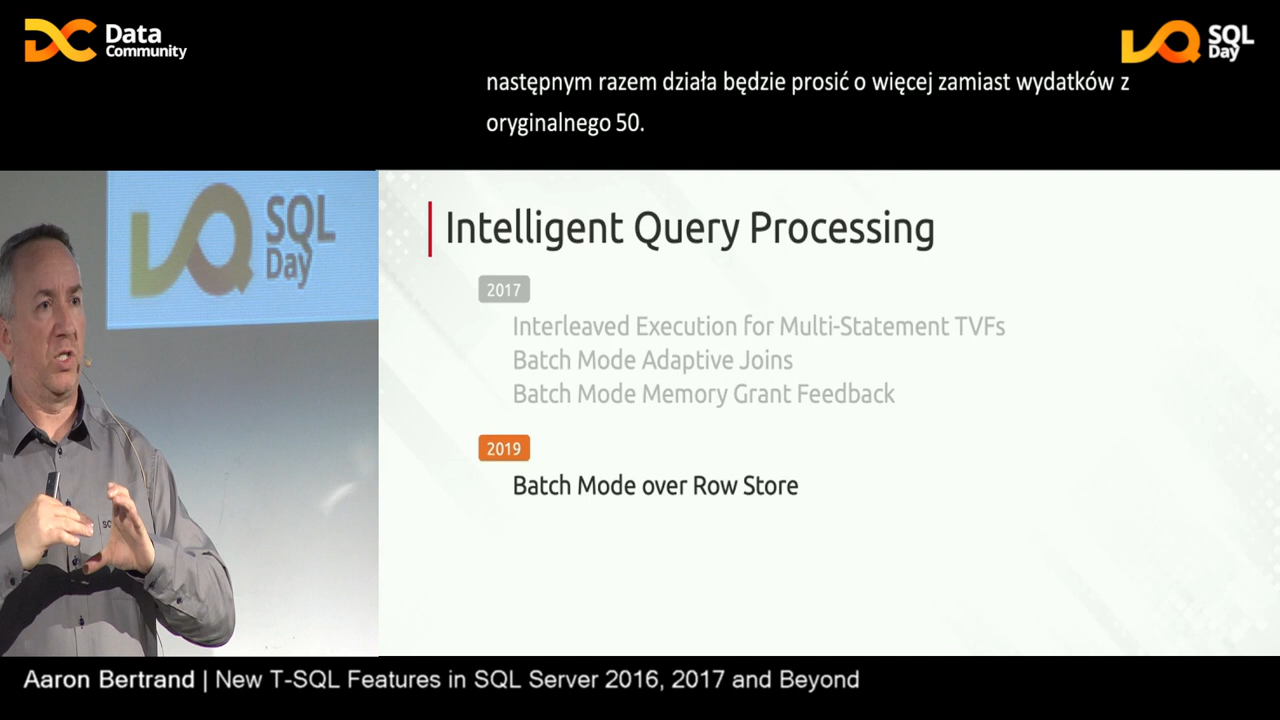 Data
Community
SQL
Day
następnym razem działa będzie prosić o więcej zamiast wydatków z
oryginalnego 50.
SQL
Day
Intelligent Query Processing
2017
Interleaved Execution for Multi-Statement TVFs
Batch Mode Adaptive Joins
Batch Mode Memory Grant Feedback
2019
Batch Mode over Row Store
Aaron Bertrand | New T-SQL Features in SQL Server 2016, 2017 and Beyond